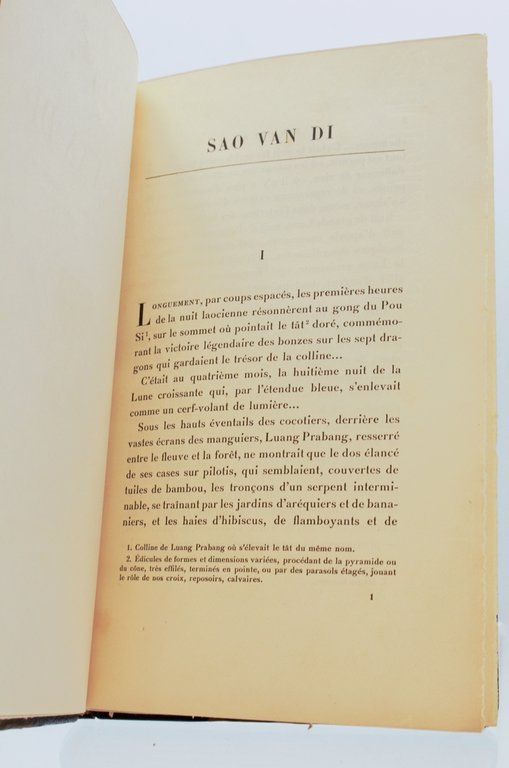 SAO VAN DI
I
LONGUEMENT, par coups espacés, les premières heures
de la nuit laocienne résonnèrent au gong du Pou
Si¹, sur le sommet où pointait le tât² doré, commémo-
rant la victoire légendaire des bonzes sur les sept dra-
gons qui gardaient le trésor de la colline...
C'était au quatrième mois, la huitième nuit de la
Lune croissante qui, par l'étendue bleue, s'enlevait
comme un cerf-volant de lumière...
Sous les hauts éventails des cocotiers, derrière les
vastes écrans des manguiers, Luang Prabang, resserré
entre le fleuve et la forêt, ne montrait que le dos élancé
de ses cases sur pilotis, qui semblaient, couvertes de
tuiles de bambou, les tronçons d'un serpent intermi-
nable, se traînant par les jardins d'aréquiers et de bana-
niers, et les haies d'hibiscus, de flamboyants et de
1. Colline de Luang Prabang où s'élevait le tât du même nom.
2. Édicules de formes et dimensions variées, procédant de la pyramide ou
du cône, très effilés, terminés en pointe, ou par des parasols étagés, jouant
le rôle de nos croix, reposoirs, calvaires.
1